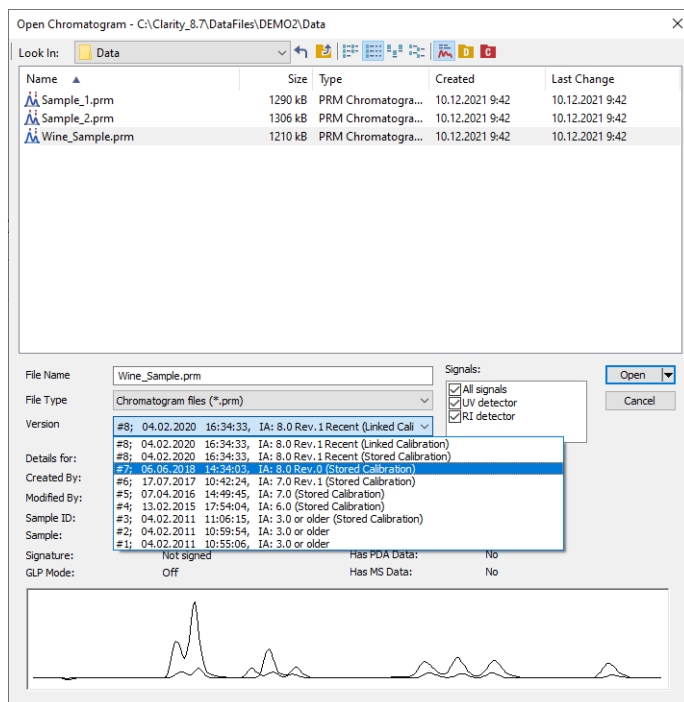 Open Chromatogram - C:\Clarity_8.7\DataFiles\DEMO2\Data
Look In: Data
Name Size Type Created Last Change
Sample_1.prm 1290 kB PRM Chromatogra... 10.12.2021 9:42 10.12.2021 9:42
Sample_2.prm 1306 kB PRM Chromatogra... 10.12.2021 9:42 10.12.2021 9:42
Wine_Sample.prm 1210 kB PRM Chromatogra... 10.12.2021 9:42 10.12.2021 9:42
File Name Wine_Sample.prm Signals: Open
File Type Chromatogram files (*.prm) All signals Cancel
UV detector
RI detector
Version #8; 04.02.2020 16:34:33, IA: 8.0 Rev.1 Recent (Linked Cali
#8; 04.02.2020 16:34:33, IA: 8.0 Rev.1 Recent (Linked Calibration)
Details for: #8; 04.02.2020 16:34:33, IA: 8.0 Rev.1 Recent (Stored Calibration)
#7; 06.06.2018 14:34:03, IA: 8.0 Rev.0 (Stored Calibration)
Created By: #6; 17.07.2017 10:42:24, IA: 7.0 Rev.1 (Stored Calibration)
Modified By: #5; 07.04.2016 14:49:45, IA: 7.0 (Stored Calibration)
#4; 13.02.2015 17:54:04, IA: 6.0 (Stored Calibration)
Sample ID: #3; 04.02.2011 11:06:15, IA: 3.0 or older (Stored Calibration)
Sample: #2; 04.02.2011 10:59:54, IA: 3.0 or older
#1; 04.02.2011 10:55:06, IA: 3.0 or older
Signature: Not signed Has PDA Data: No
GLP Mode: Off Has MS Data: No